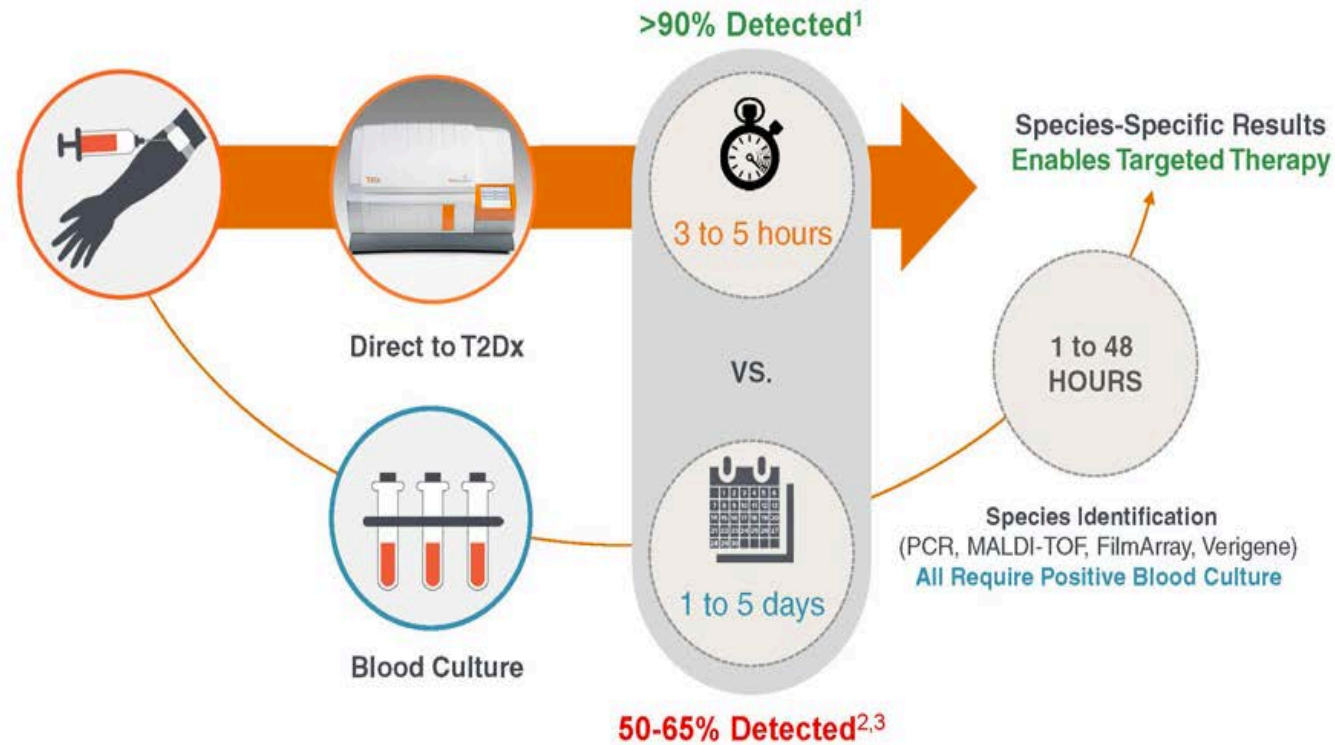 >90% Detected1
3 to 5 hours
Species-Specific Results
Enables Targeted Therapy
Direct to T2Dx
VS.
1 to 48
HOURS
Blood Culture
1 to 5 days
Species Identification
(PCR, MALDI-TOF, FilmArray, Verigene)
All Require Positive Blood Culture
50-65% Detected2,3